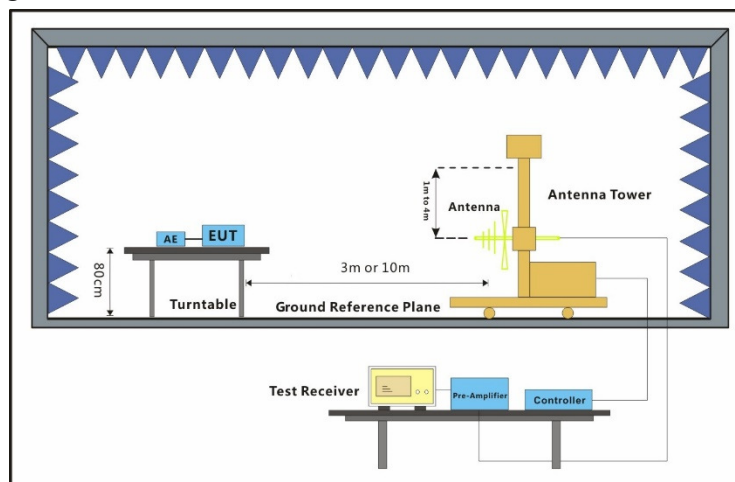 1m to 4m
Antenna
Antenna Tower
AE
EUT
80cm
3m or 10m
Turntable
Ground Reference Plane
Test Receiver
Pre-Amplifier
Controller